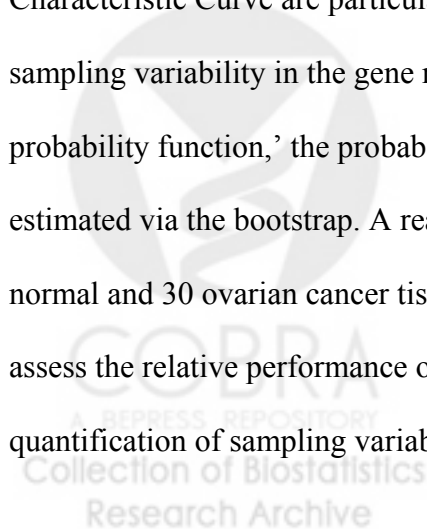 Characteristic Curve are particular
sampling variability in the gene r
probability function,’ the probab
estimated via the bootstrap. A rea
normal and 30 ovarian cancer tis
assess the relative performance o
COBRA
A BEPRESS REPOSITORY
quantification of sampling variab
Collection of Biostatistics
Research Archive